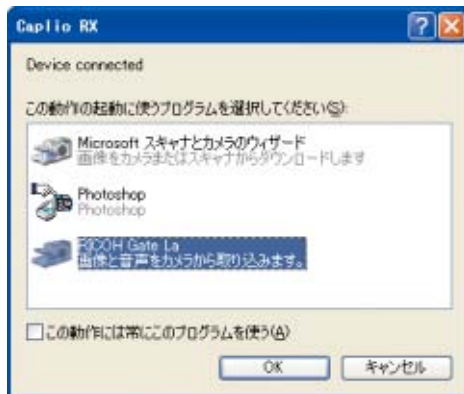 Caplio RX
Device connected
この動作の起動に使うプログラムを選択してください(S):
Microsoft スキャナとカメラのウィザード
画像をカメラまたはスキャナからダウンロードします
Photoshop
Photoshop
RICOH Gate La
画像と音声をカメラから取り込みます。
この動作には常にこのプログラムを使う(A)
OK
キャンセル